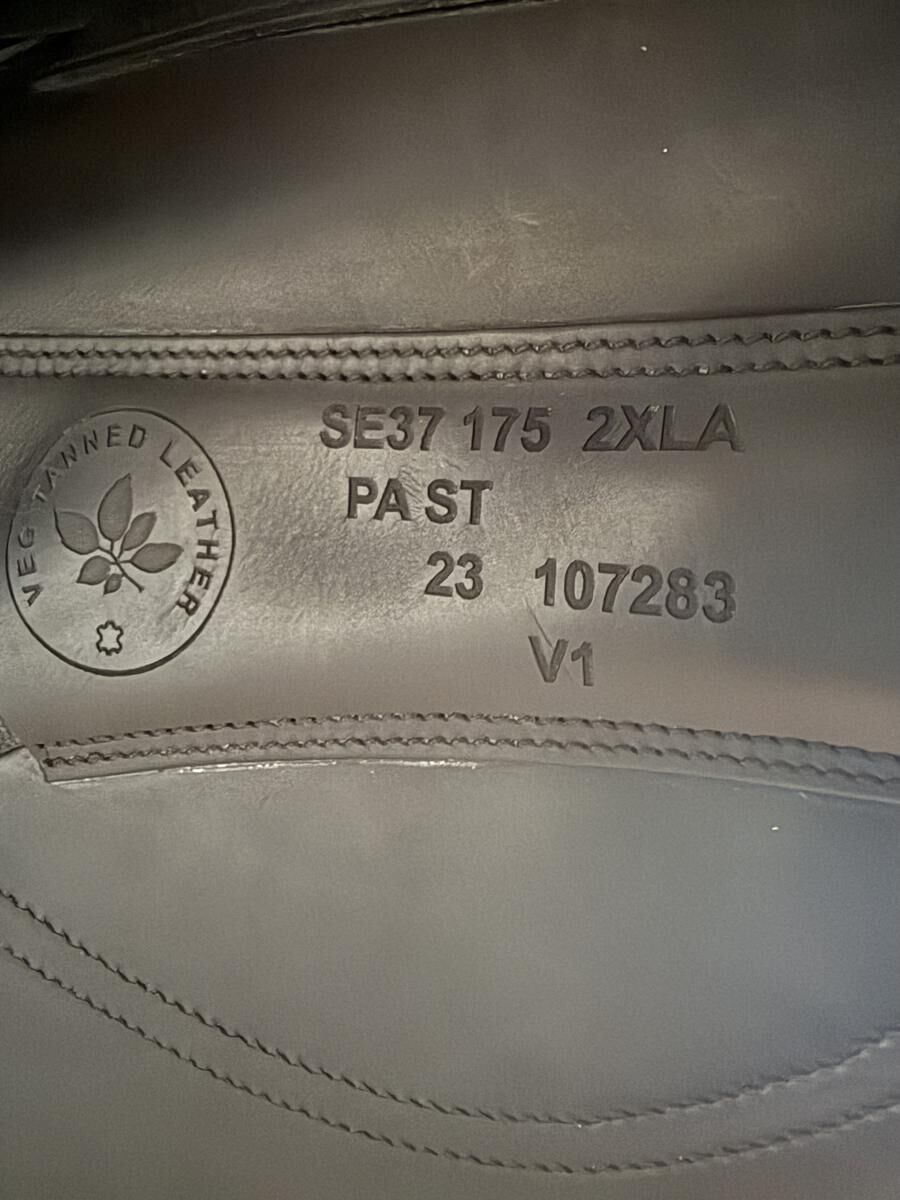 VEG TANNED LEATHER
SE37 175 2XLA
PA ST
23 107283
V1